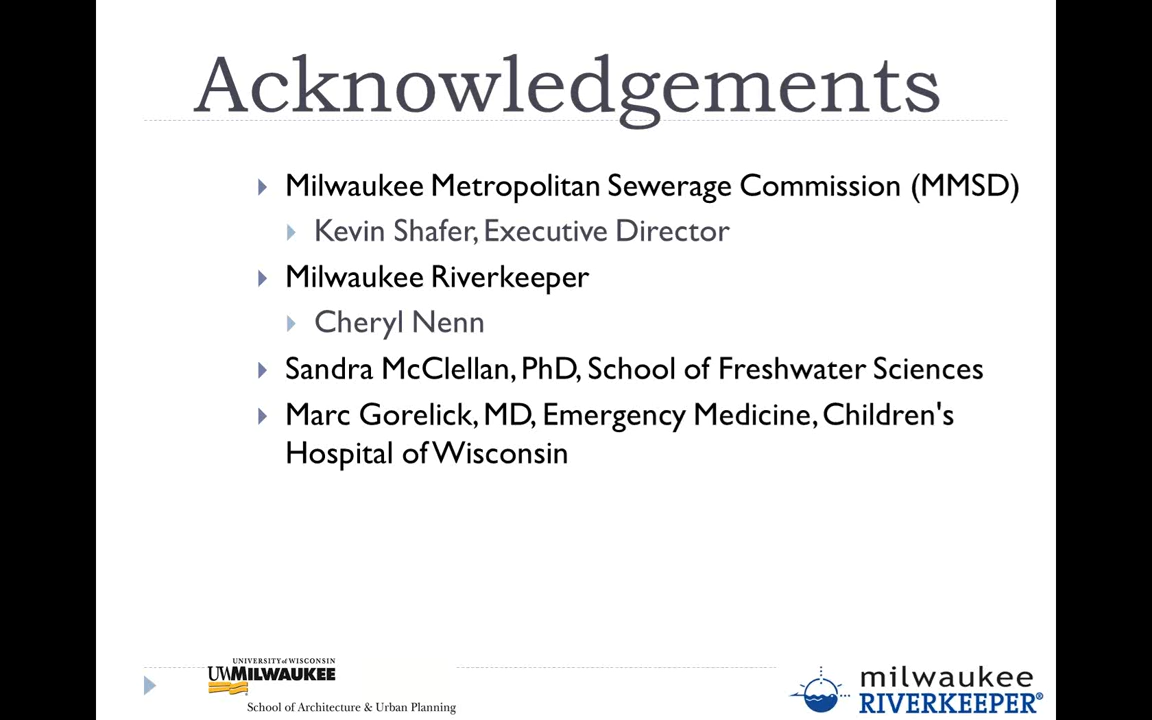 Acknowledgements
Milwaukee Metropolitan Sewerage Commission (MMSD)
Kevin Shafer, Executive Director
Milwaukee Riverkeeper
Cheryl Nenn
Sandra McClellan, PhD, School of Freshwater Sciences
Marc Gorelick, MD, Emergency Medicine, Children's
Hospital of Wisconsin
UNIVERSITY of WISCONSIN
UWMILWAUKEE
School of Architecture & Urban Planning
milwaukee
RIVERKEEPER®